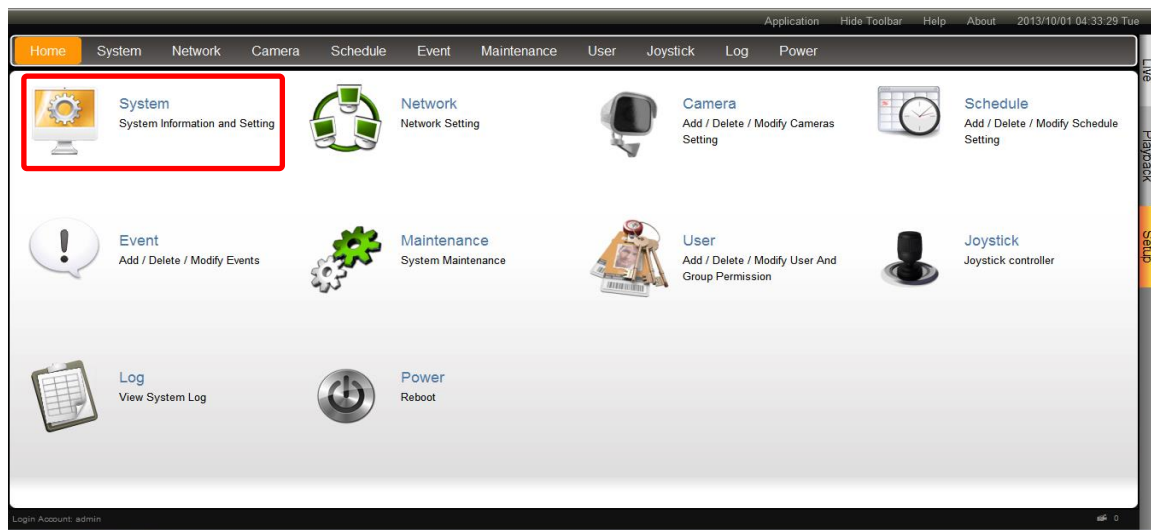 Application Hide Toolbar Help About 2013/10/01 04:33:29 Tue
Home System Network Camera Schedule Event Maintenance User Joystick Log Power
Live
Playback
Setup
System
System Information and Setting
Network
Network Setting
Camera
Add / Delete / Modify Cameras
Setting
Schedule
Add / Delete / Modify Schedule
Setting
Event
Add / Delete / Modify Events
Maintenance
System Maintenance
User
Add / Delete / Modify User And
Group Permission
Joystick
Joystick controller
Log
View System Log
Power
Reboot
Login Account: admin
0